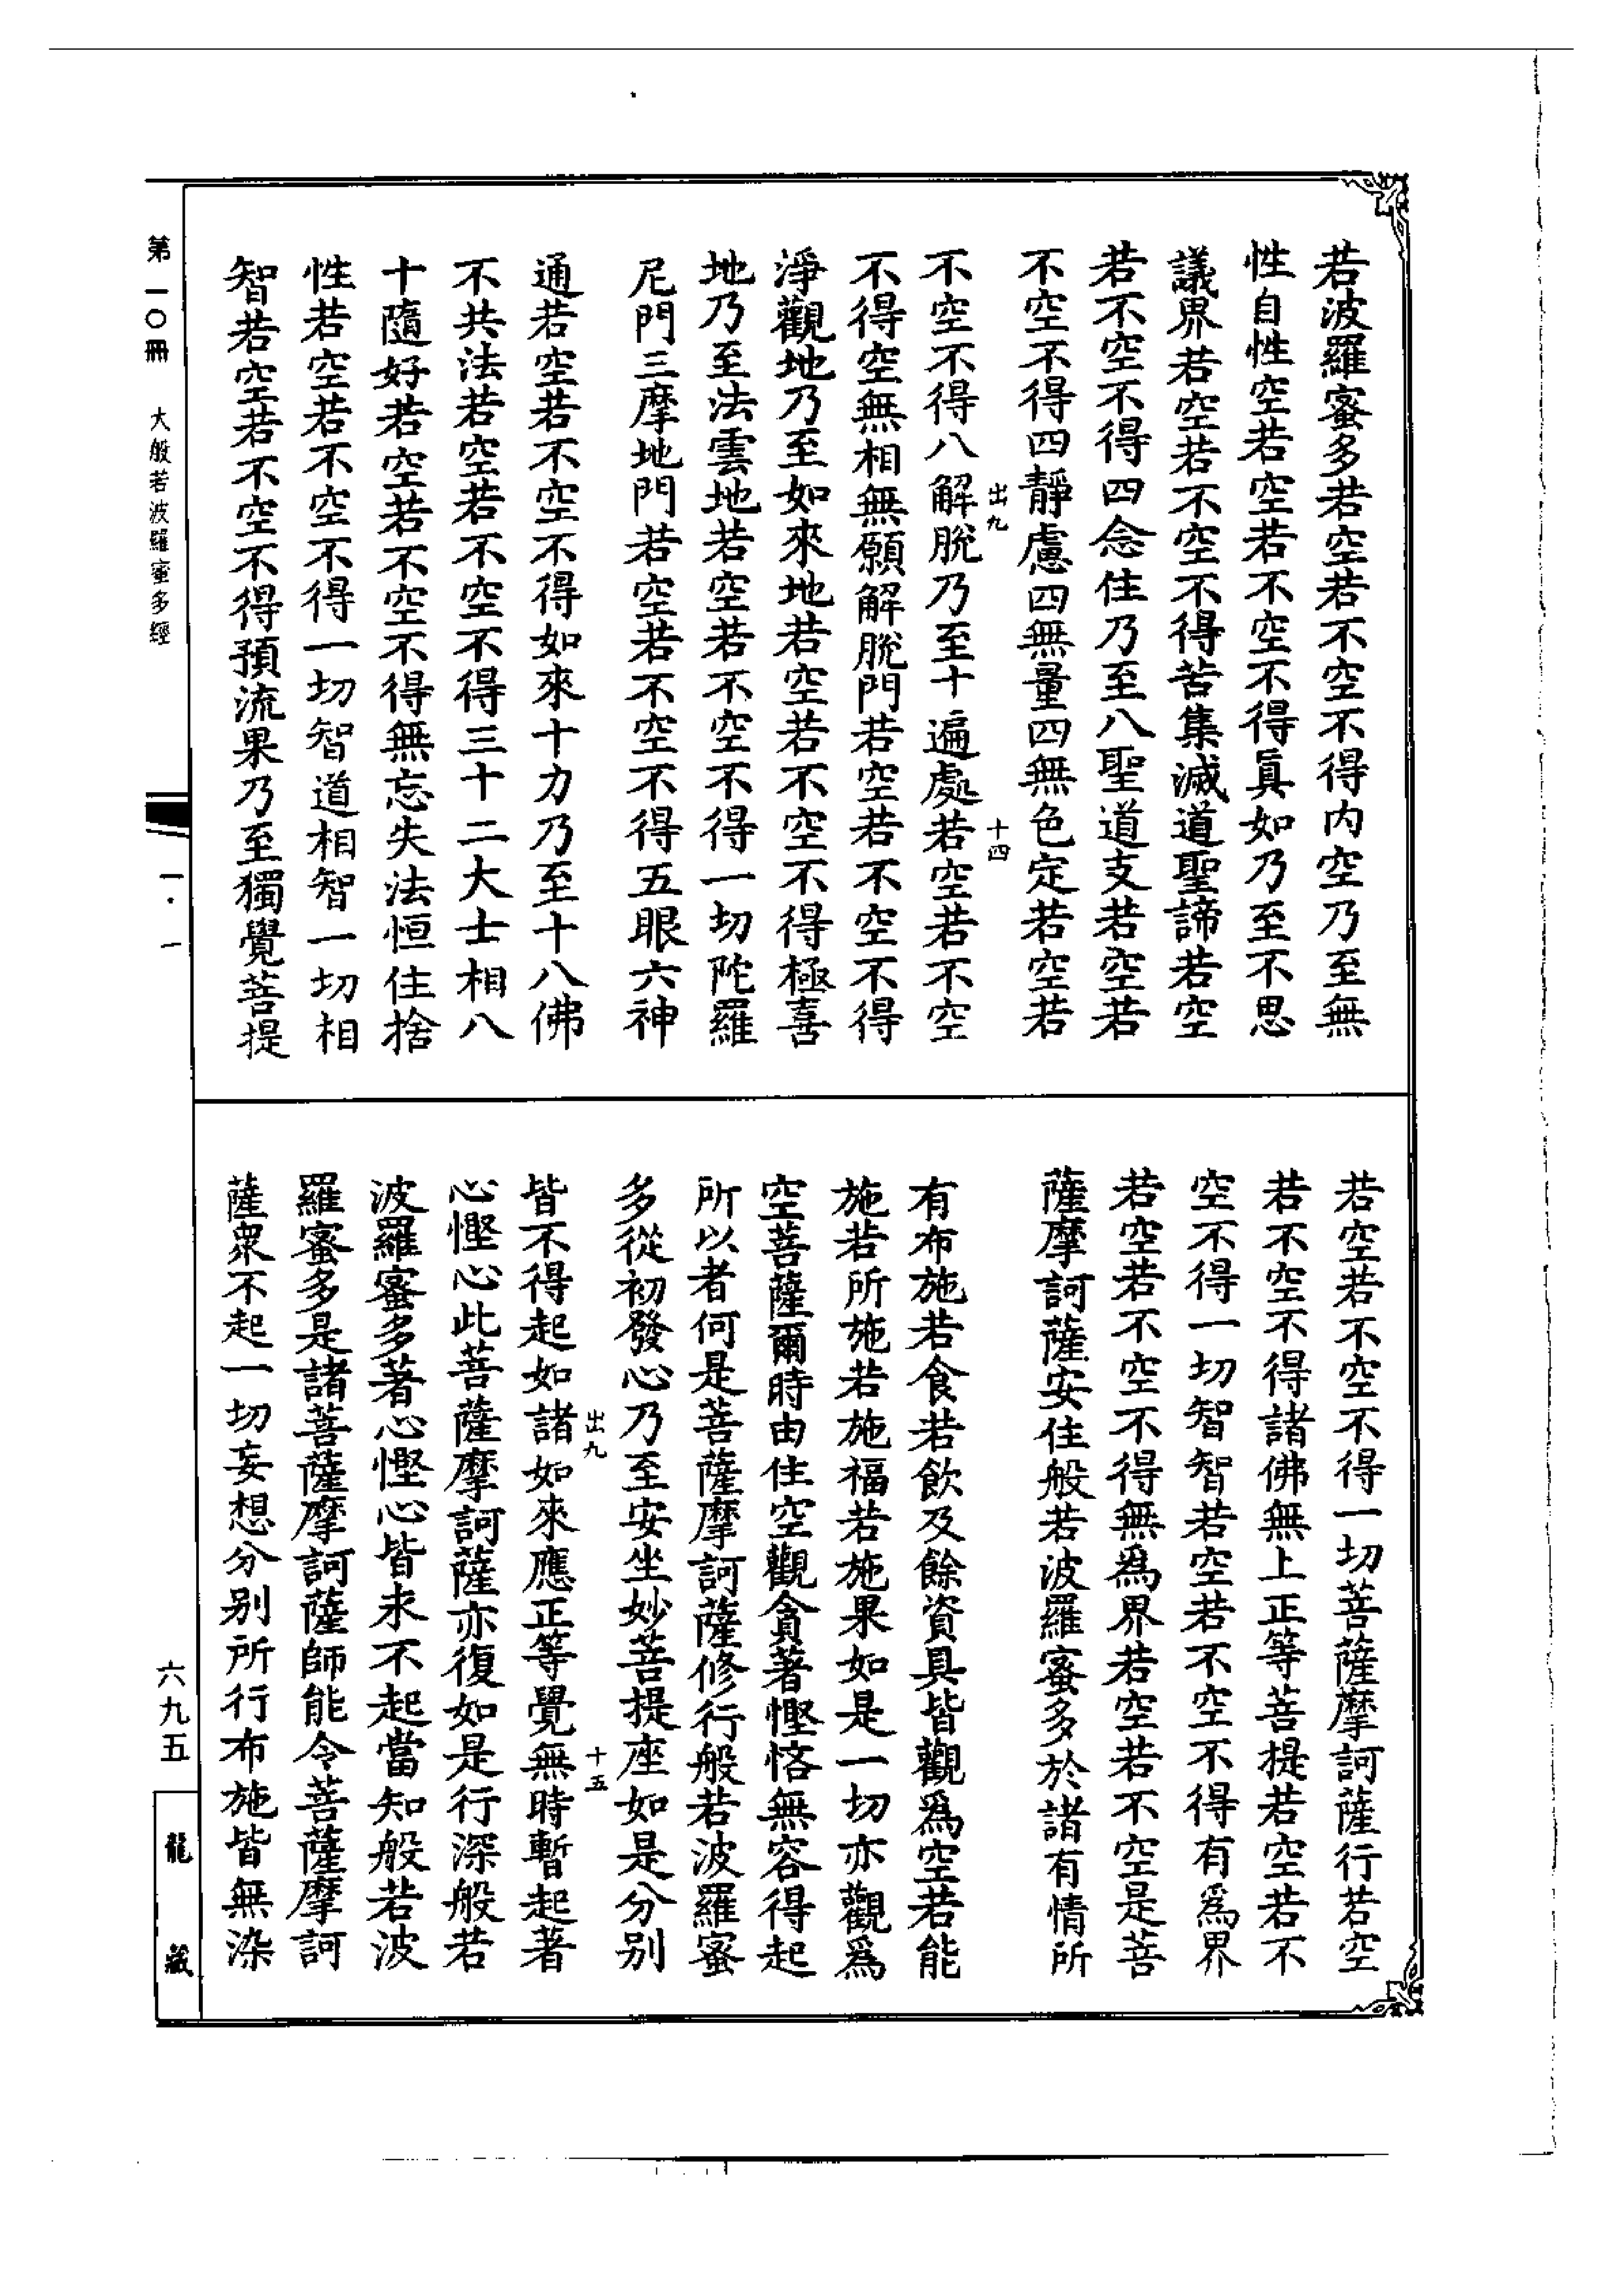 若波羅蜜多若空若不空不得内空乃至無
性自性空若空若不空不得真如乃至不思
議界若空若不空不得苦集滅道聖諦若空
若不空不得四念住乃至八聖道支若空若
不空不得四靜慮四無量四無色定若空若
出九
十四
不空不得八解脫乃至十遍處若空若不空
不得空無相無願解脫門若空若不空不得
淨觀地乃至如來地若空若不空不得極喜
地乃至法雲地若空若不空不得一切陀羅
尼門三摩地門若空若不空不得五眼六神
通若空若不空不得如來十力乃至十八佛
不共法若空若不空不得三十二大士相八
十隨好若空若不空不得無忘失法恒住捨
性若空若不空不得一切智道相智一切相
智若空若不空不得預流果乃至獨覺菩提
若空若不空不得一切菩薩摩訶薩行若空
若不空不得諸佛無上正等菩提若空若不
空不得一切智智若空若不空不得有為界
若空若不空不得無為界若空若不空是菩
薩摩訶薩安住般若波羅蜜多於諸有情所
有布施若食若飲及餘資具皆觀為空若能
施若所施若施福若施果如是一切亦觀為
空菩薩爾時由住空觀貪著慳悋無容得起
所以者何是菩薩摩訶薩修行般若波羅蜜
多從初發心乃至安坐妙菩提座如是分別
出九
十五
皆不得起如諸如來應正等覺無時暫起著
心慳心此菩薩摩訶薩亦復如是行深般若
波羅蜜多著心慳心皆未不起當知般若波
羅蜜多是諸菩薩摩訶薩師能令菩薩摩訶
薩衆不起一切妄想分别所行布施皆無染
第一〇冊
大般若波羅蜜多經
一·一
六九五
龍藏